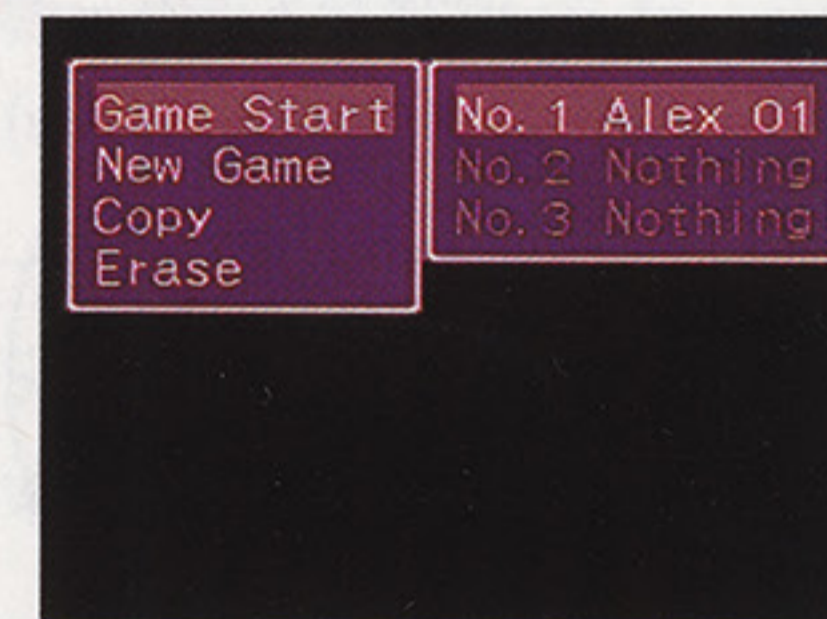 Game Start
New Game
Copy
Erase
No. 1 Alex 01
No. 2 Nothing
No. 3 Nothing